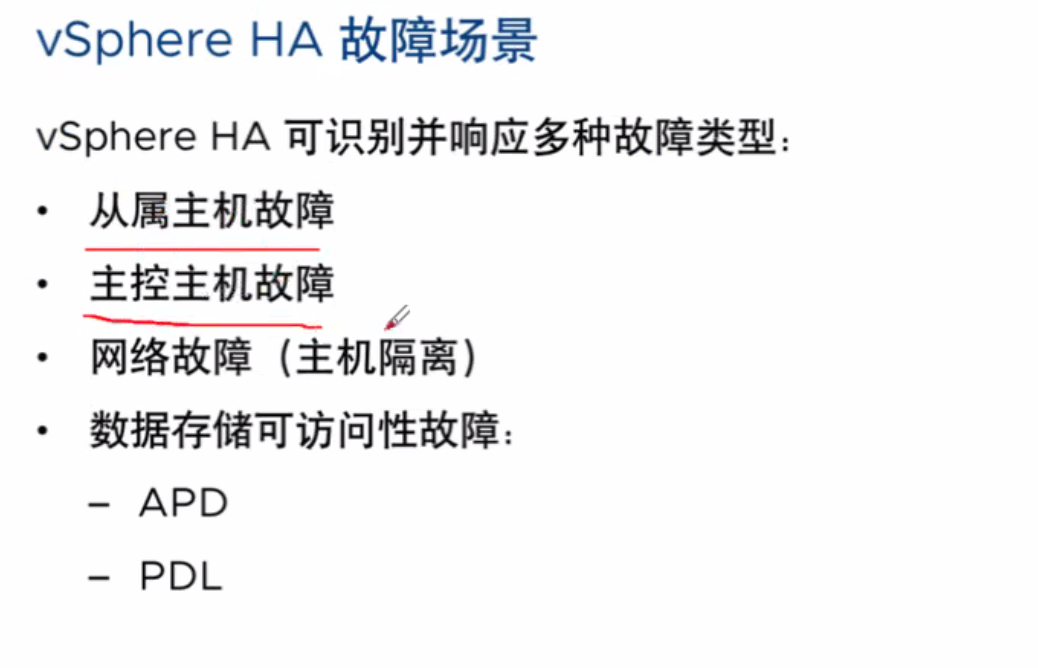 vSphere HA 故障场景
vSphere HA 可识别并响应多种故障类型：
• 从属主机故障
• 主控主机故障
• 网络故障（主机隔离）
• 数据存储可访问性故障：
– APD
– PDL